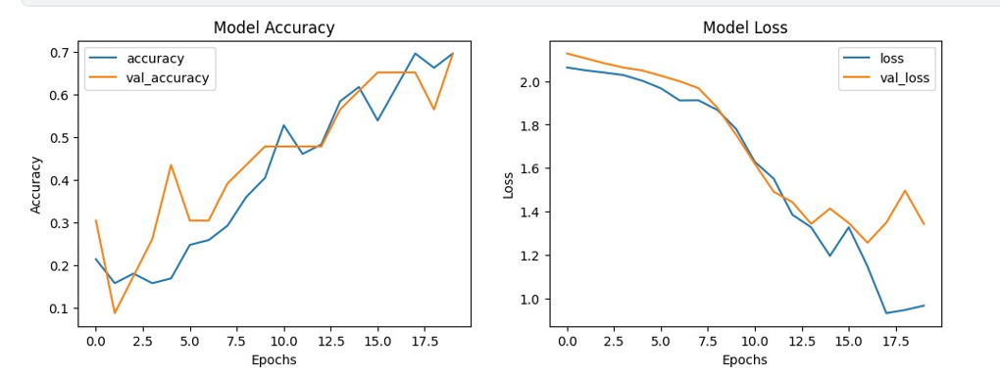 Model Accuracy
accuracy
val_accuracy
0.7
0.6
0.5
0.4
0.3
0.2
0.1
Accuracy
0.0 2.5 5.0 7.5 10.0 12.5 15.0 17.5
Epochs
Model Loss
loss
val_loss
2.0
1.8
1.6
1.4
1.2
1.0
Loss
0.0 2.5 5.0 7.5 10.0 12.5 15.0 17.5
Epochs